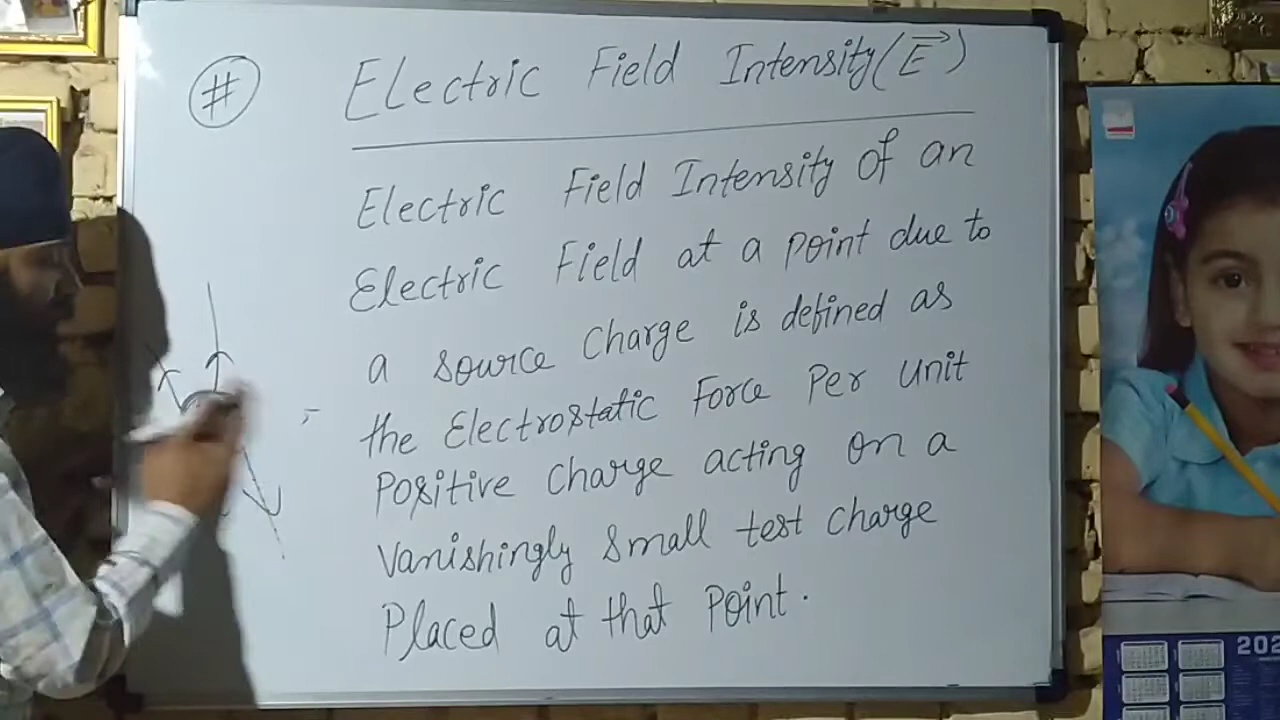 # Electric Field Intensity (E→)
Electric Field Intensity of an
Electric Field at a point due to
a source charge is defined as
the Electrostatic Force Per unit
Positive charge acting on a
Vanishingly small test charge
Placed at that Point.
202